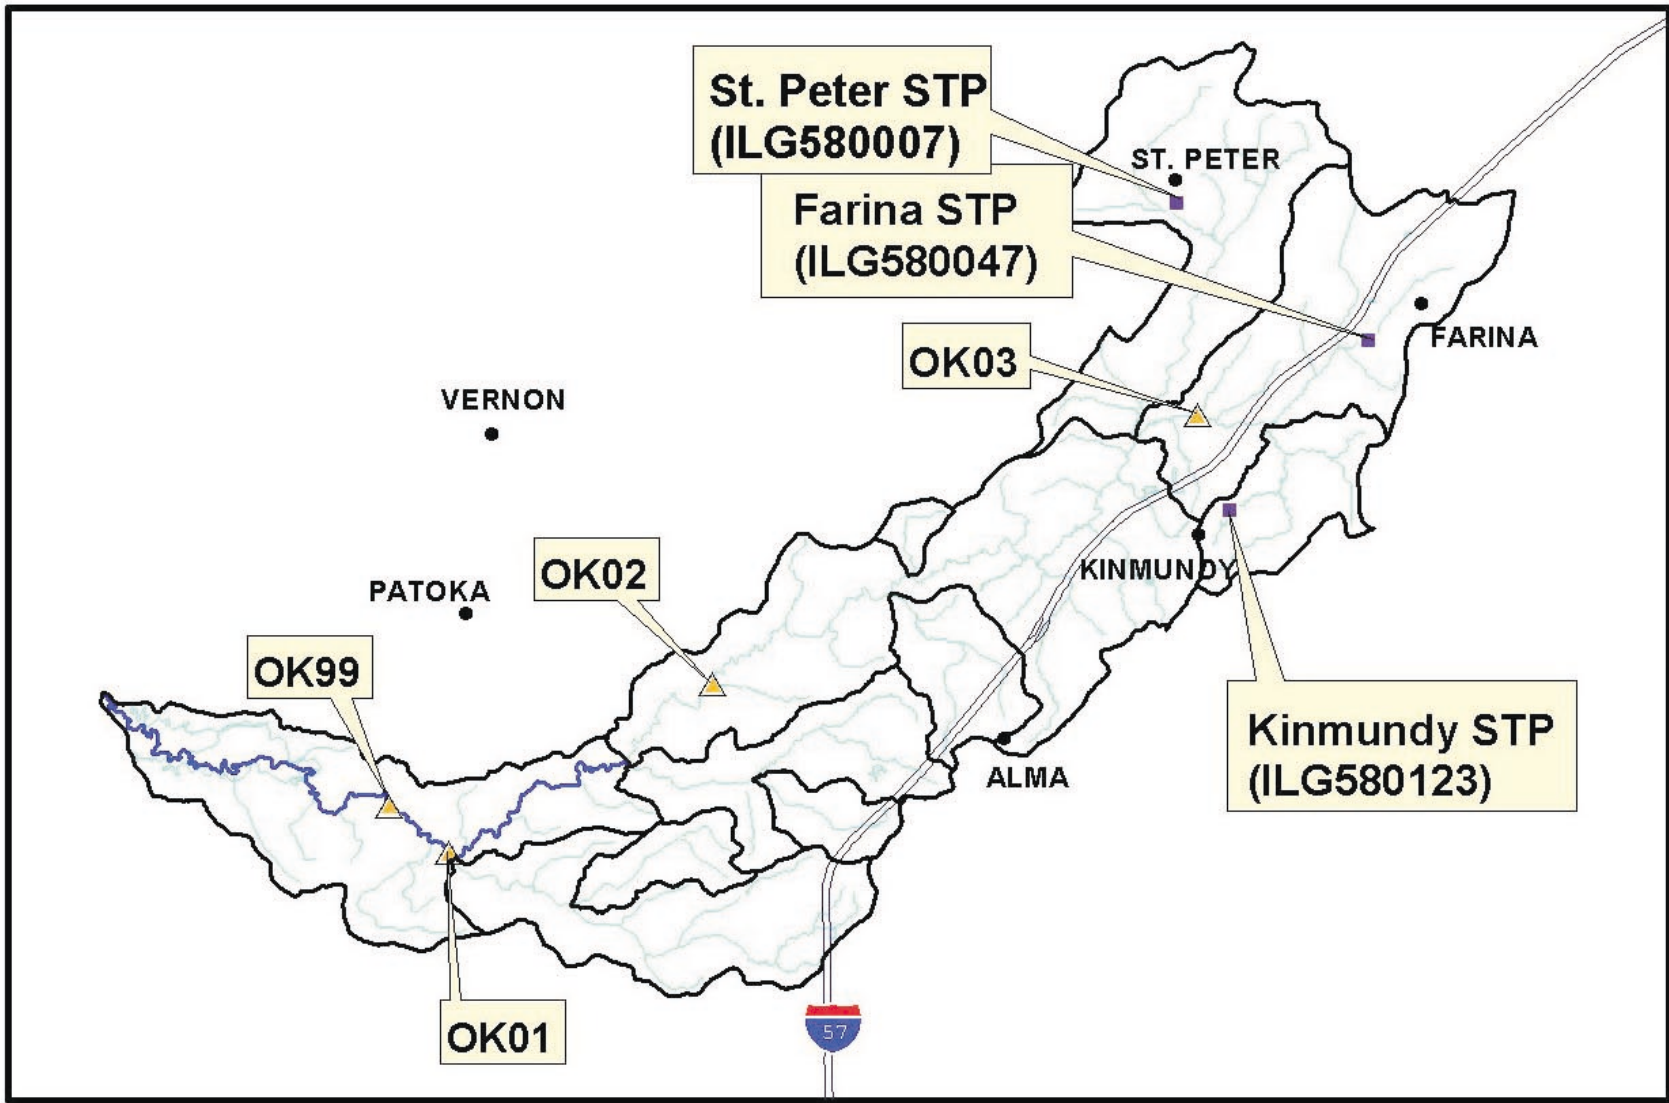 St. Peter STP
(ILG580007)
ST. PETER
Farina STP
(ILG580047)
FARINA
OK03
VERNON
OK02
KINMUNDY
PATOKA
OK99
Kinmundy STP
(ILG580123)
ALMA
OK01
57